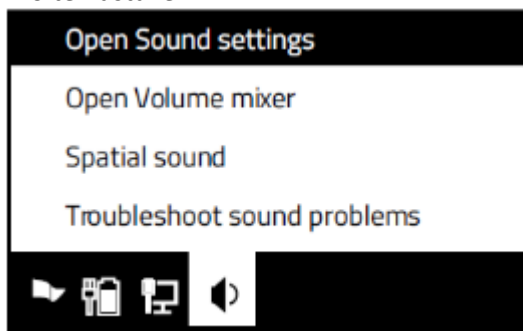 Open Sound settings
Open Volume mixer
Spatial sound
Troubleshoot sound problems